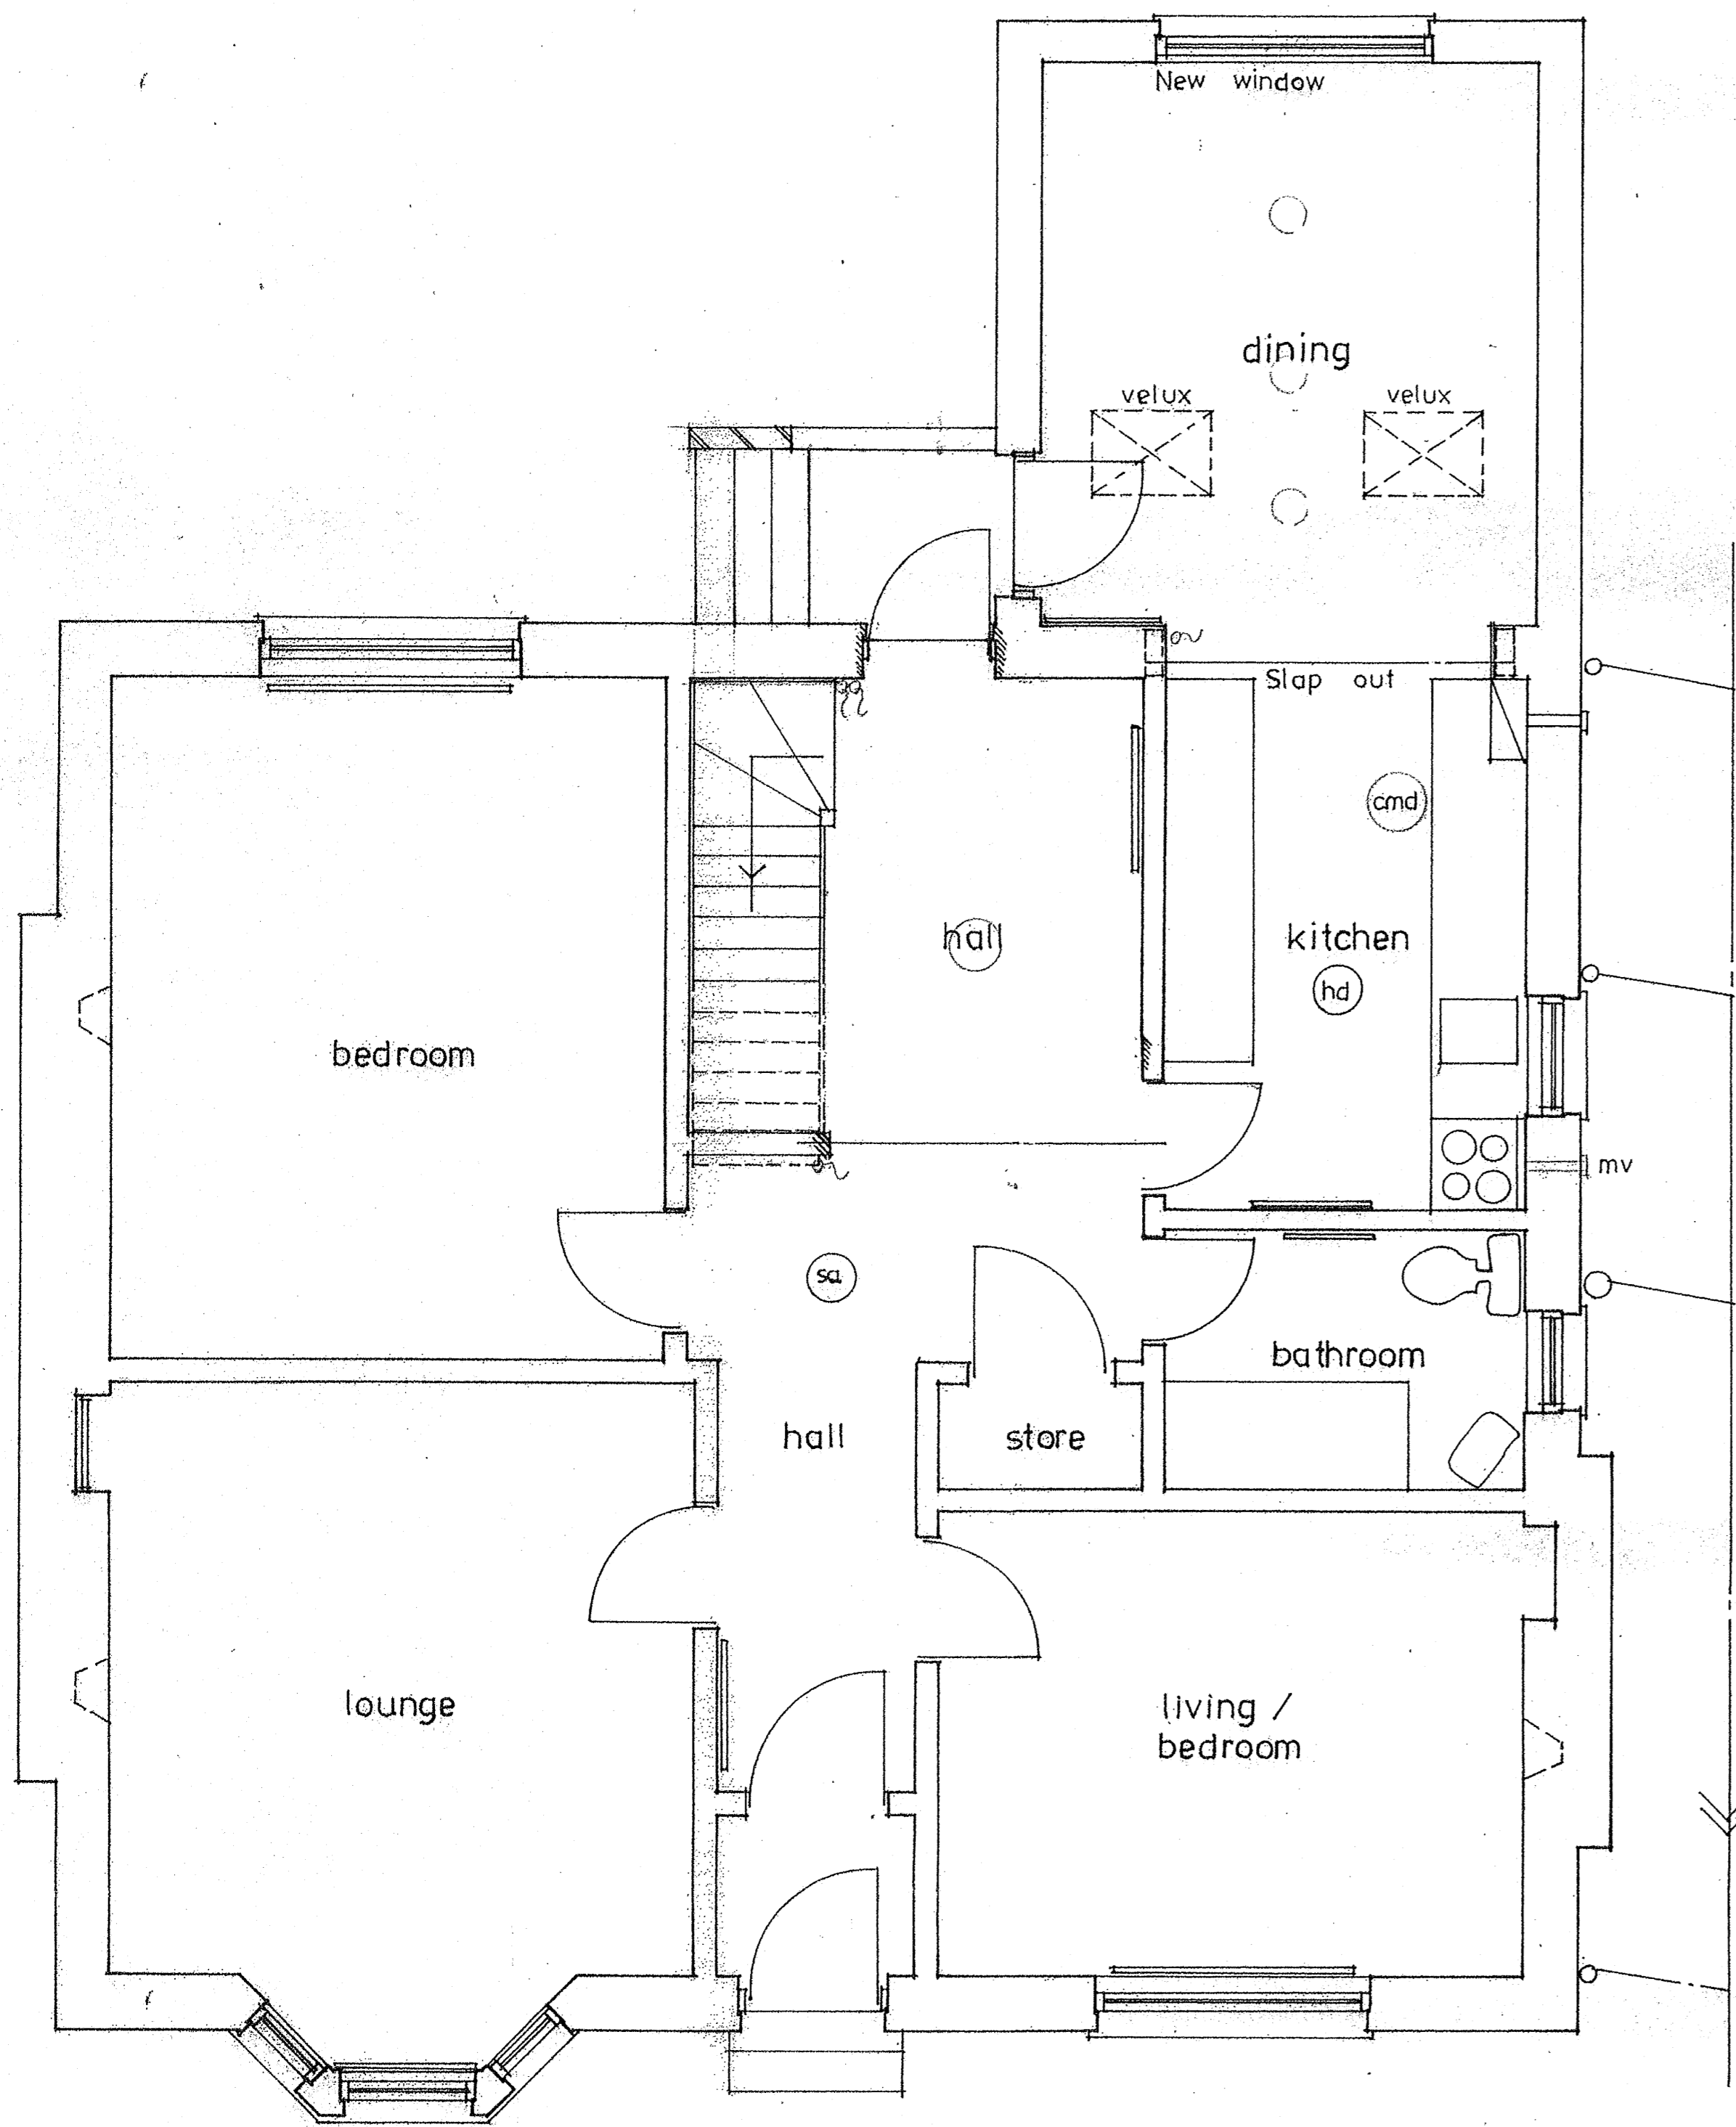 New window
dining
velux
velux
Slap out
cmd
hall
kitchen
hd
bedroom
mv
sa
bathroom
hall
store
lounge
living /
bedroom